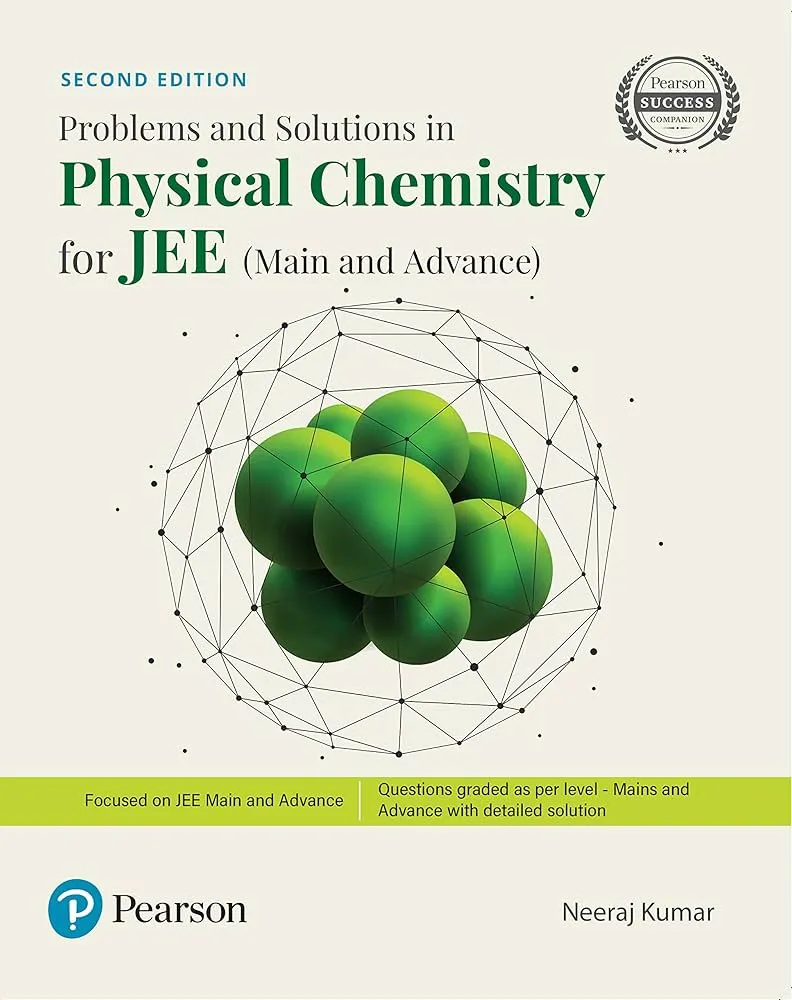 SECOND EDITION
Pearson
SUCCESS
COMPANION
Problems and Solutions in
Physical Chemistry
for JEE (Main and Advance)
Focused on JEE Main and Advance
Questions graded as per level - Mains and
Advance with detailed solution
Pearson
Neeraj Kumar